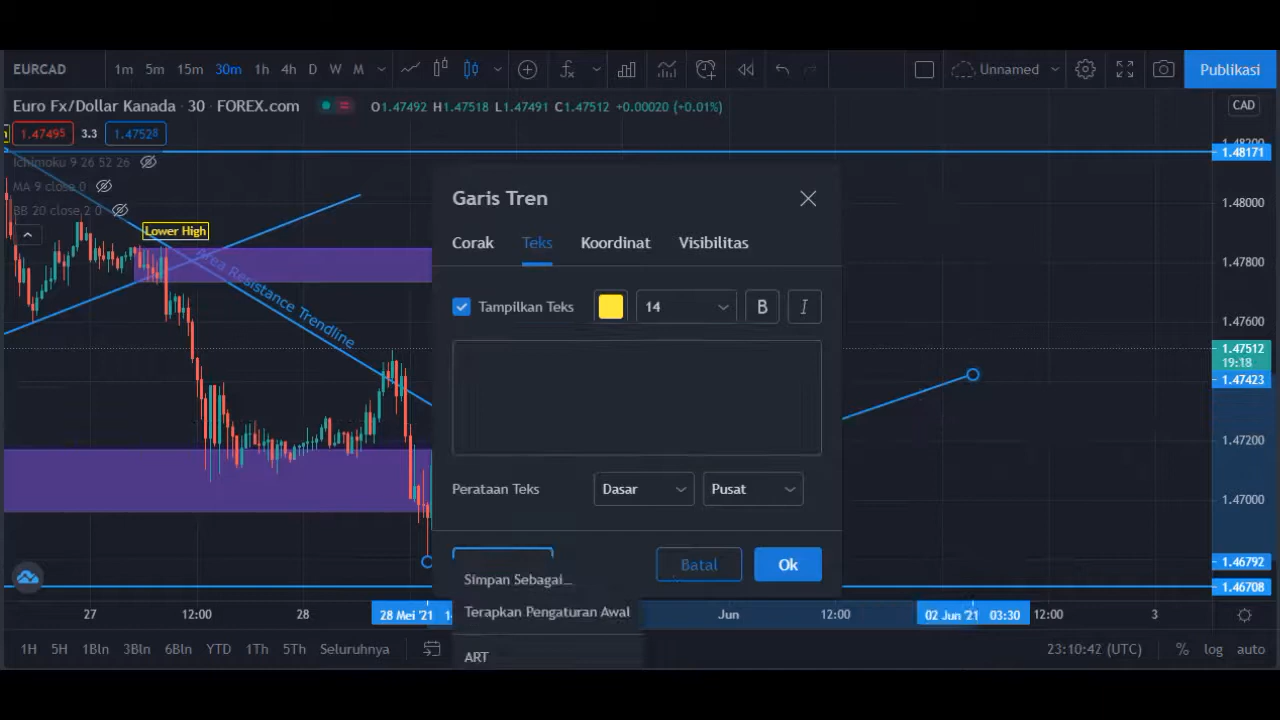 EURCAD 1m 5m 15m 30m 1h 4h D W M Unnamed Publikasi
Euro Fx/Dollar Kanada · 30 · FOREX.com O1.47492 H1.47518 L1.47491 C1.47512 +0.00020 (+0.01%) CAD
1.47495 3.3 1.47528
1.48171
Ichimoku 9 26 52 26
MA 9 close 0
BB 20 close 2 0
1.48000
Lower High
Area Resistance Trendline
1.47800
1.47600
1.47512
19:18
1.47423
1.47200
1.47000
1.46792
1.46708
Garis Tren
Corak Teks Koordinat Visibilitas
Tampilkan Teks 14 B I
Perataan Teks Dasar Pusat
Batal Ok
Simpan Sebagai...
Terapkan Pengaturan Awal
ART
27 12:00 28 28 Mei '21 Jun 12:00 02 Jun '21 03:30 12:00 3
1H 5H 1Bln 3Bln 6Bln YTD 1Th 5Th Seluruhnya 23:10:42 (UTC) % log auto